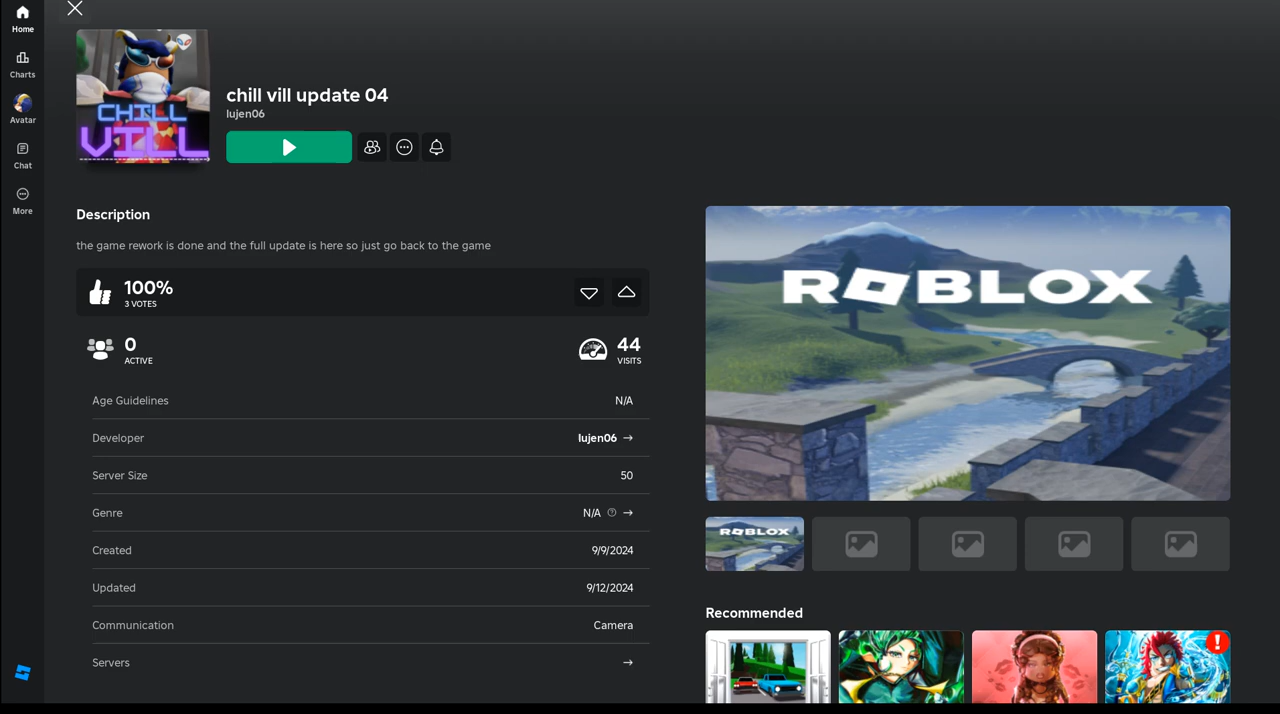 Home
Charts
Avatar
Chat
More
CHILL
VILL
chill vill update 04
lujen06
Description
the game rework is done and the full update is here so just go back to the game
100%
3 VOTES
0
ACTIVE
44
VISITS
Age Guidelines N/A
Developer lujen06 →
Server Size 50
Genre N/A →
Created 9/9/2024
Updated 9/12/2024
Communication Camera
Servers →
ROBLOX
ROBLOX
Recommended
!